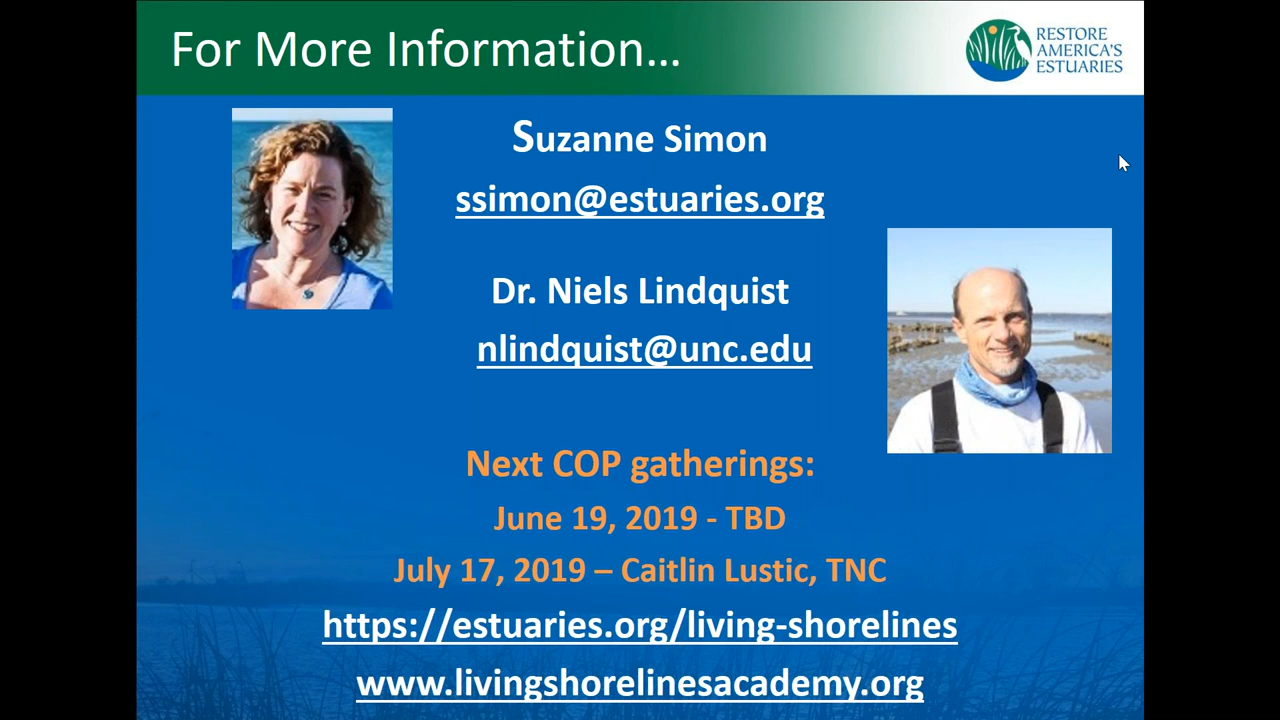 For More Information...
RESTORE
AMERICA'S
ESTUARIES
Suzanne Simon
ssimon@estuaries.org
Dr. Niels Lindquist
nlindquist@unc.edu
Next COP gatherings:
June 19, 2019 - TBD
July 17, 2019 – Caitlin Lustic, TNC
https://estuaries.org/living-shorelines
www.livingshorelinesacademy.org